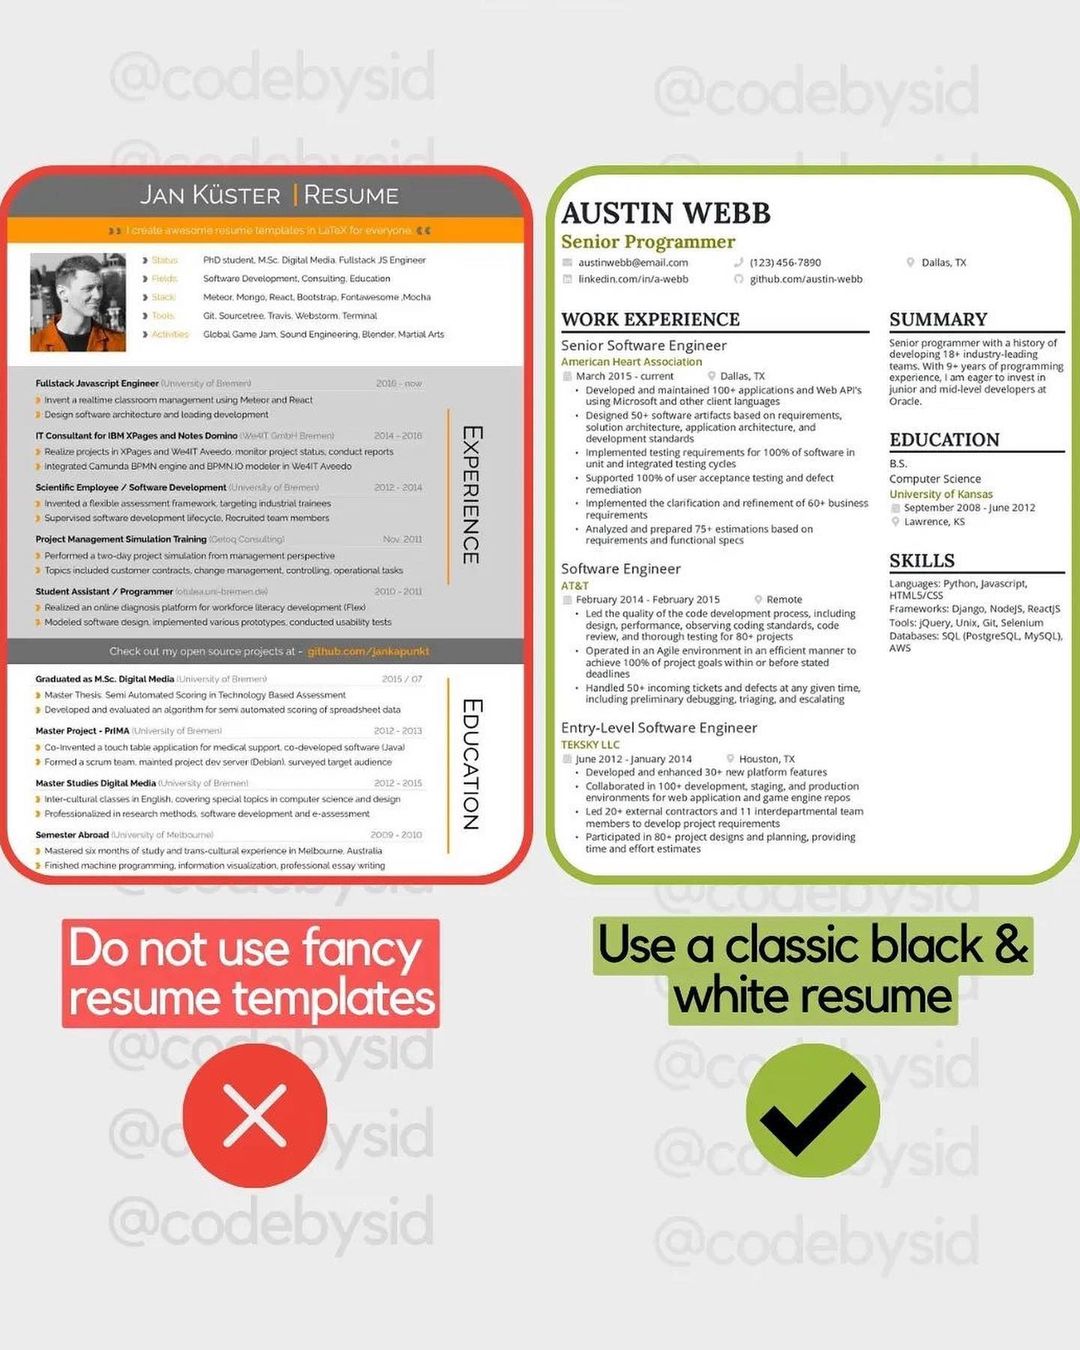 @codebysid
@codebysid
@codebysid
@codebysid
JAN KÜSTER | RESUME
I create awesome resume templates in LaTeX for everyone.
Status: PhD student, M.Sc. Digital Media, Fullstack JS Engineer
Fields: Software Development, Consulting, Education
Stack: Meteor, Mongo, React, Bootstrap, Fontawesome ,Mocha
Tools: Git, Sourcetree, Travis, Webstorm, Terminal
Activities: Global Game Jam, Sound Engineering, Blender, Martial Arts
EXPERIENCE
Fullstack Javascript Engineer (University of Bremen) 2016 - now
Invent a realtime classroom management using Meteor and React
Design software architecture and leading development
IT Consultant for IBM XPages and Notes Domino (We4IT GmbH Bremen) 2014 - 2016
Realize projects in XPages and We4IT Aveedo, monitor project status, conduct reports
Integrated Camunda BPMN engine and BPMN.IO modeler in We4IT Aveedo
Scientific Employee / Software Development (University of Bremen) 2012 - 2014
Invented a flexible assessment framework, targeting industrial trainees
Supervised software development lifecycle, Recruited team members
Project Management Simulation Training (Getoq Consulting) Nov. 2011
Performed a two-day project simulation from management perspective
Topics included customer contracts, change management, controlling, operational tasks
Student Assistant / Programmer (otulea.uni-bremen.de) 2010 - 2011
Realized an online diagnosis platform for workforce literacy development (Flex)
Modeled software design, implemented various prototypes, conducted usability tests
Check out my open source projects at - github.com/jankapunkt
EDUCATION
Graduated as M.Sc. Digital Media (University of Bremen) 2015 / 07
Master Thesis: Semi Automated Scoring in Technology Based Assessment
Developed and evaluated an algorithm for semi automated scoring of spreadsheet data
Master Project - PrIMA (University of Bremen) 2012 - 2013
Co-Invented a touch table application for medical support, co-developed software (Java)
Formed a scrum team, mainted project dev server (Debian), surveyed target audience
Master Studies Digital Media (University of Bremen) 2012 - 2015
Inter-cultural classes in English, covering special topics in computer science and design
Professionalized in research methods, software development and e-assessment
Semester Abroad (University of Melbourne) 2009 - 2010
Mastered six months of study and trans-cultural experience in Melbourne, Australia
Finished machine programming, information visualization, professional essay writing
AUSTIN WEBB
Senior Programmer
austinwebb@email.com (123) 456-7890 Dallas, TX
linkedin.com/in/a-webb github.com/austin-webb
WORK EXPERIENCE
Senior Software Engineer
American Heart Association
March 2015 - current Dallas, TX
• Developed and maintained 100+ applications and Web API's
using Microsoft and other client languages
• Designed 50+ software artifacts based on requirements,
solution architecture, application architecture, and
development standards
• Implemented testing requirements for 100% of software in
unit and integrated testing cycles
• Supported 100% of user acceptance testing and defect
remediation
• Implemented the clarification and refinement of 60+ business
requirements
• Analyzed and prepared 75+ estimations based on
requirements and functional specs
Software Engineer
AT&T
February 2014 - February 2015 Remote
• Led the quality of the code development process, including
design, performance, observing coding standards, code
review, and thorough testing for 80+ projects
• Operated in an Agile environment in an efficient manner to
achieve 100% of project goals within or before stated
deadlines
• Handled 50+ incoming tickets and defects at any given time,
including preliminary debugging, triaging, and escalating
Entry-Level Software Engineer
TEKSKY LLC
June 2012 - January 2014 Houston, TX
• Developed and enhanced 30+ new platform features
• Collaborated in 100+ development, staging, and production
environments for web application and game engine repos
• Led 20+ external contractors and 11 interdepartmental team
members to develop project requirements
• Participated in 80+ project designs and planning, providing
time and effort estimates
SUMMARY
Senior programmer with a history of
developing 18+ industry-leading
teams. With 9+ years of programming
experience, I am eager to invest in
junior and mid-level developers at
Oracle.
EDUCATION
B.S.
Computer Science
University of Kansas
September 2008 - June 2012
Lawrence, KS
SKILLS
Languages: Python, Javascript,
HTML5/CSS
Frameworks: Django, NodeJS, ReactJS
Tools: jQuery, Unix, Git, Selenium
Databases: SQL (PostgreSQL, MySQL),
AWS
@codebysid
@codebysid
Do not use fancy
resume templates
Use a classic black &
white resume
@codebysid
@codebysid
@codebysid
@codebysid
@codebysid
@codebysid